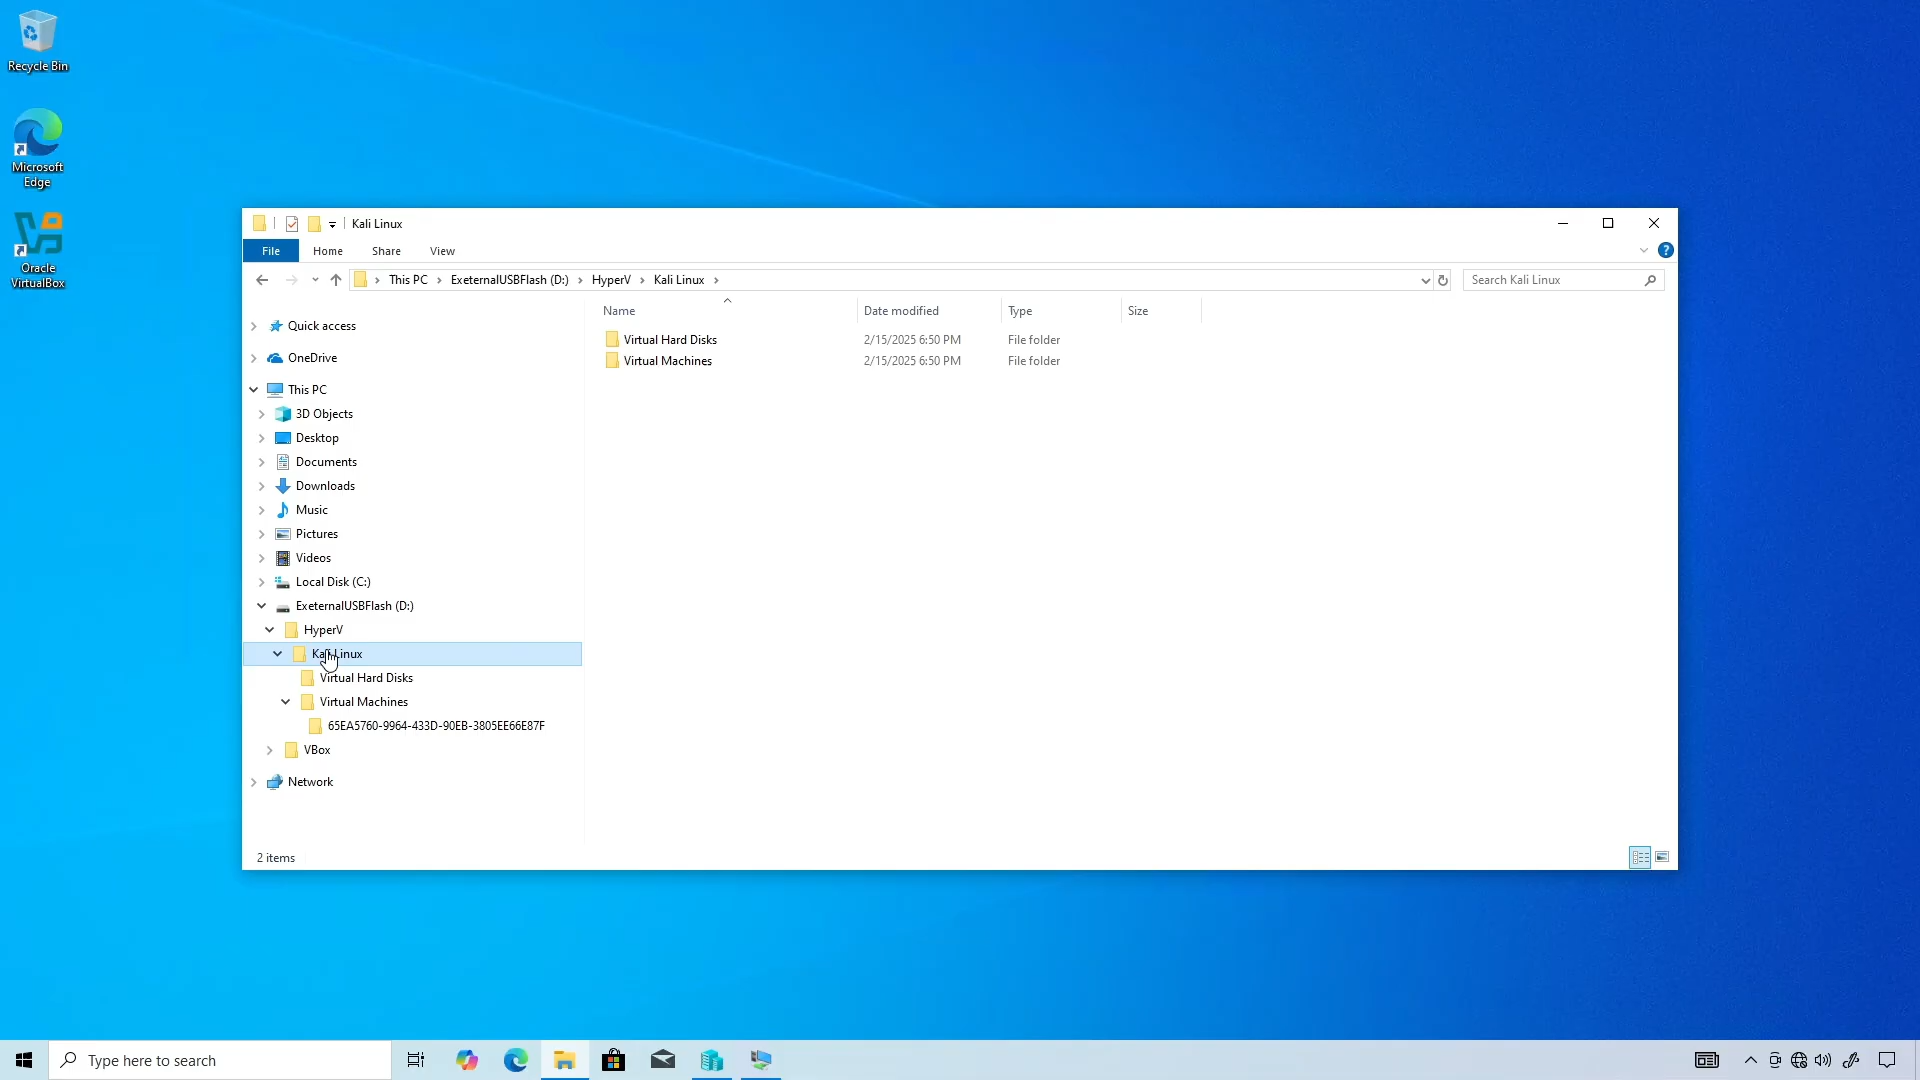 Recycle Bin
Microsoft
Edge
Oracle
VirtualBox
Kali Linux
File Home Share View
This PC ExeternalUSBFlash (D:) HyperV Kali Linux
Search Kali Linux
Name Date modified Type Size
Virtual Hard Disks 2/15/2025 6:50 PM File folder
Virtual Machines 2/15/2025 6:50 PM File folder
Quick access
OneDrive
This PC
3D Objects
Desktop
Documents
Downloads
Music
Pictures
Videos
Local Disk (C:)
ExeternalUSBFlash (D:)
HyperV
Kali Linux
Virtual Hard Disks
Virtual Machines
65EA5760-9964-433D-90EB-3805EE66E87F
VBox
Network
2 items
Type here to search